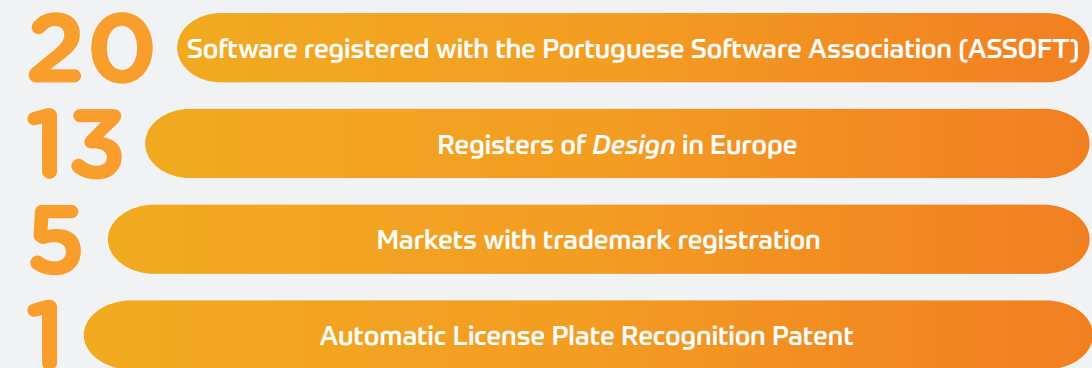 20 Software registered with the Portuguese Software Association (ASSOFT)
13 Registers of Design in Europe
5 Markets with trademark registration
1 Automatic License Plate Recognition Patent